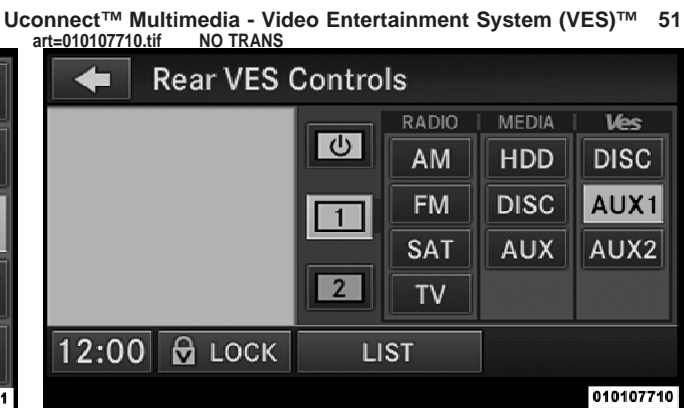 Uconnect™ Multimedia - Video Entertainment System (VES)™ 51
art=010107710.tif NO TRANS
Rear VES Controls
RADIO MEDIA Ves
AM HDD DISC
1 FM DISC AUX1
SAT AUX AUX2
2 TV
12:00 LOCK LIST
1 010107710